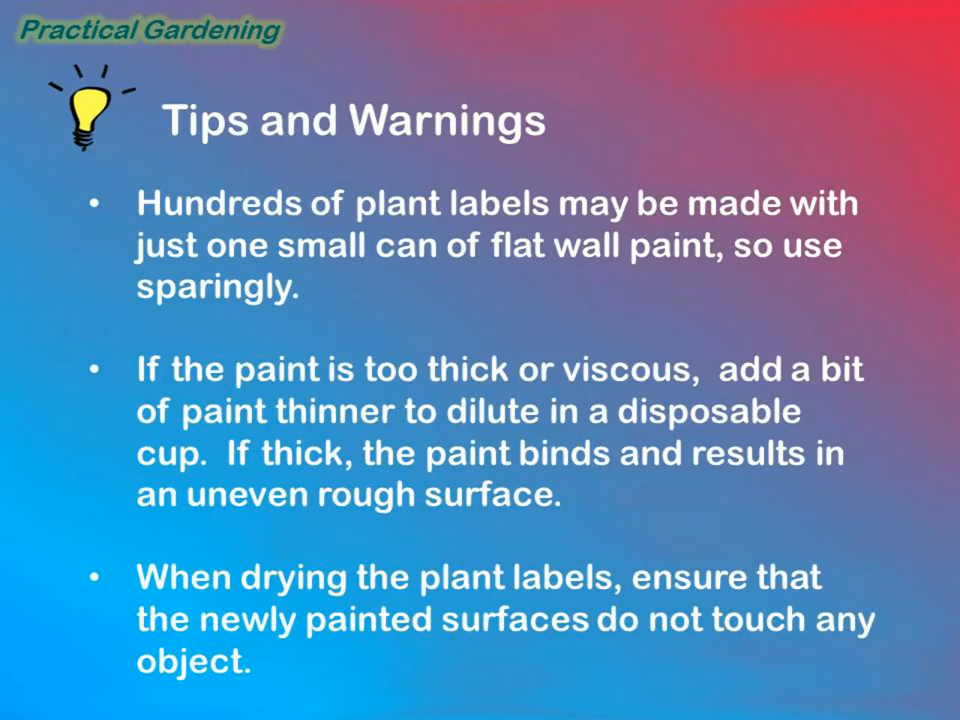 Practical Gardening
Tips and Warnings
• Hundreds of plant labels may be made with
just one small can of flat wall paint, so use
sparingly.
• If the paint is too thick or viscous,  add a bit
of paint thinner to dilute in a disposable
cup.  If thick, the paint binds and results in
an uneven rough surface.
• When drying the plant labels, ensure that
the newly painted surfaces do not touch any
object.